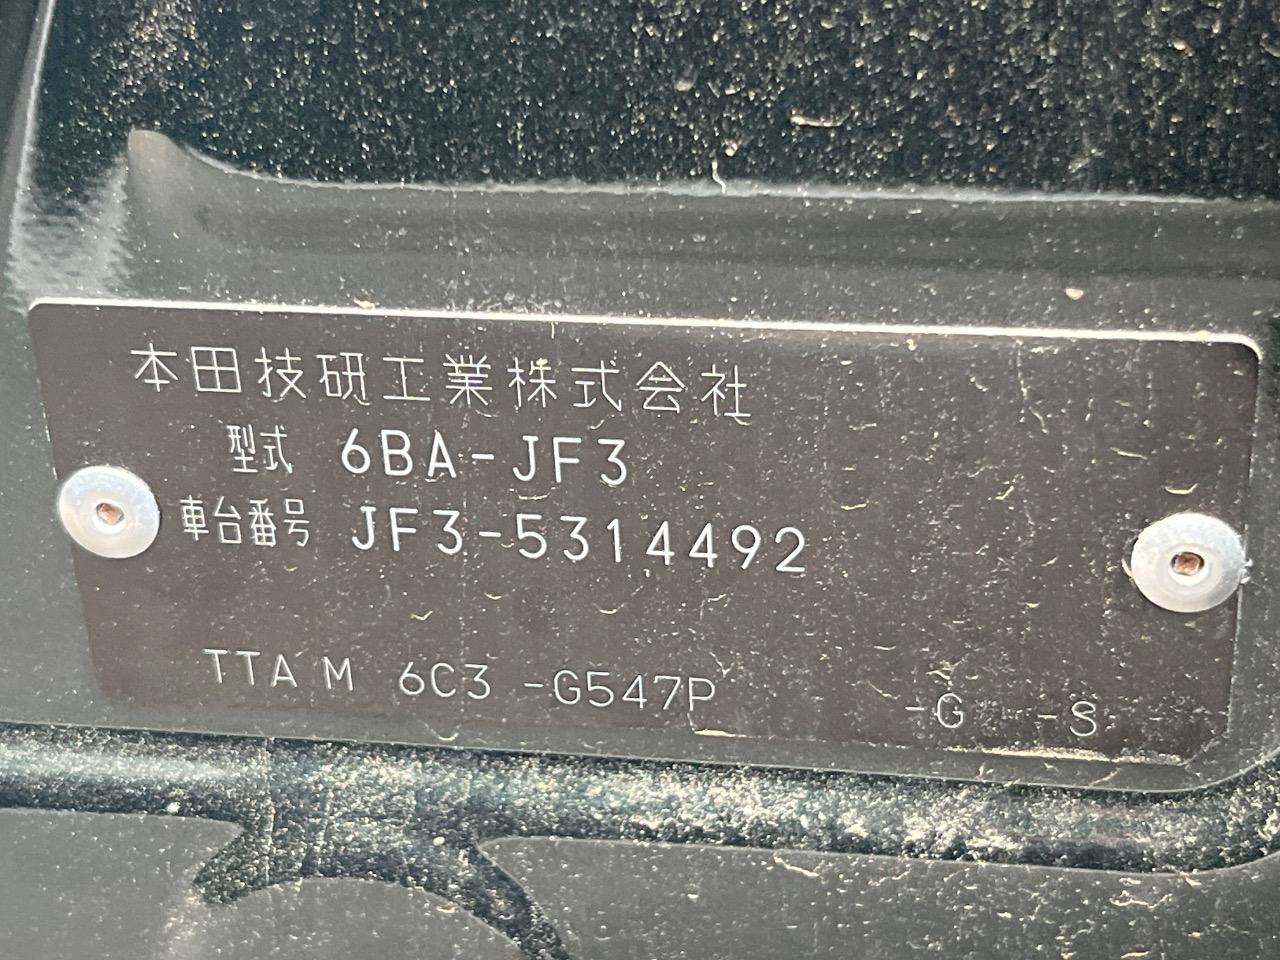 本田技研工業株式会社
型式 6BA-JF3
車台番号 JF3-5314492
TTA M 6C3 -G547P -G -S